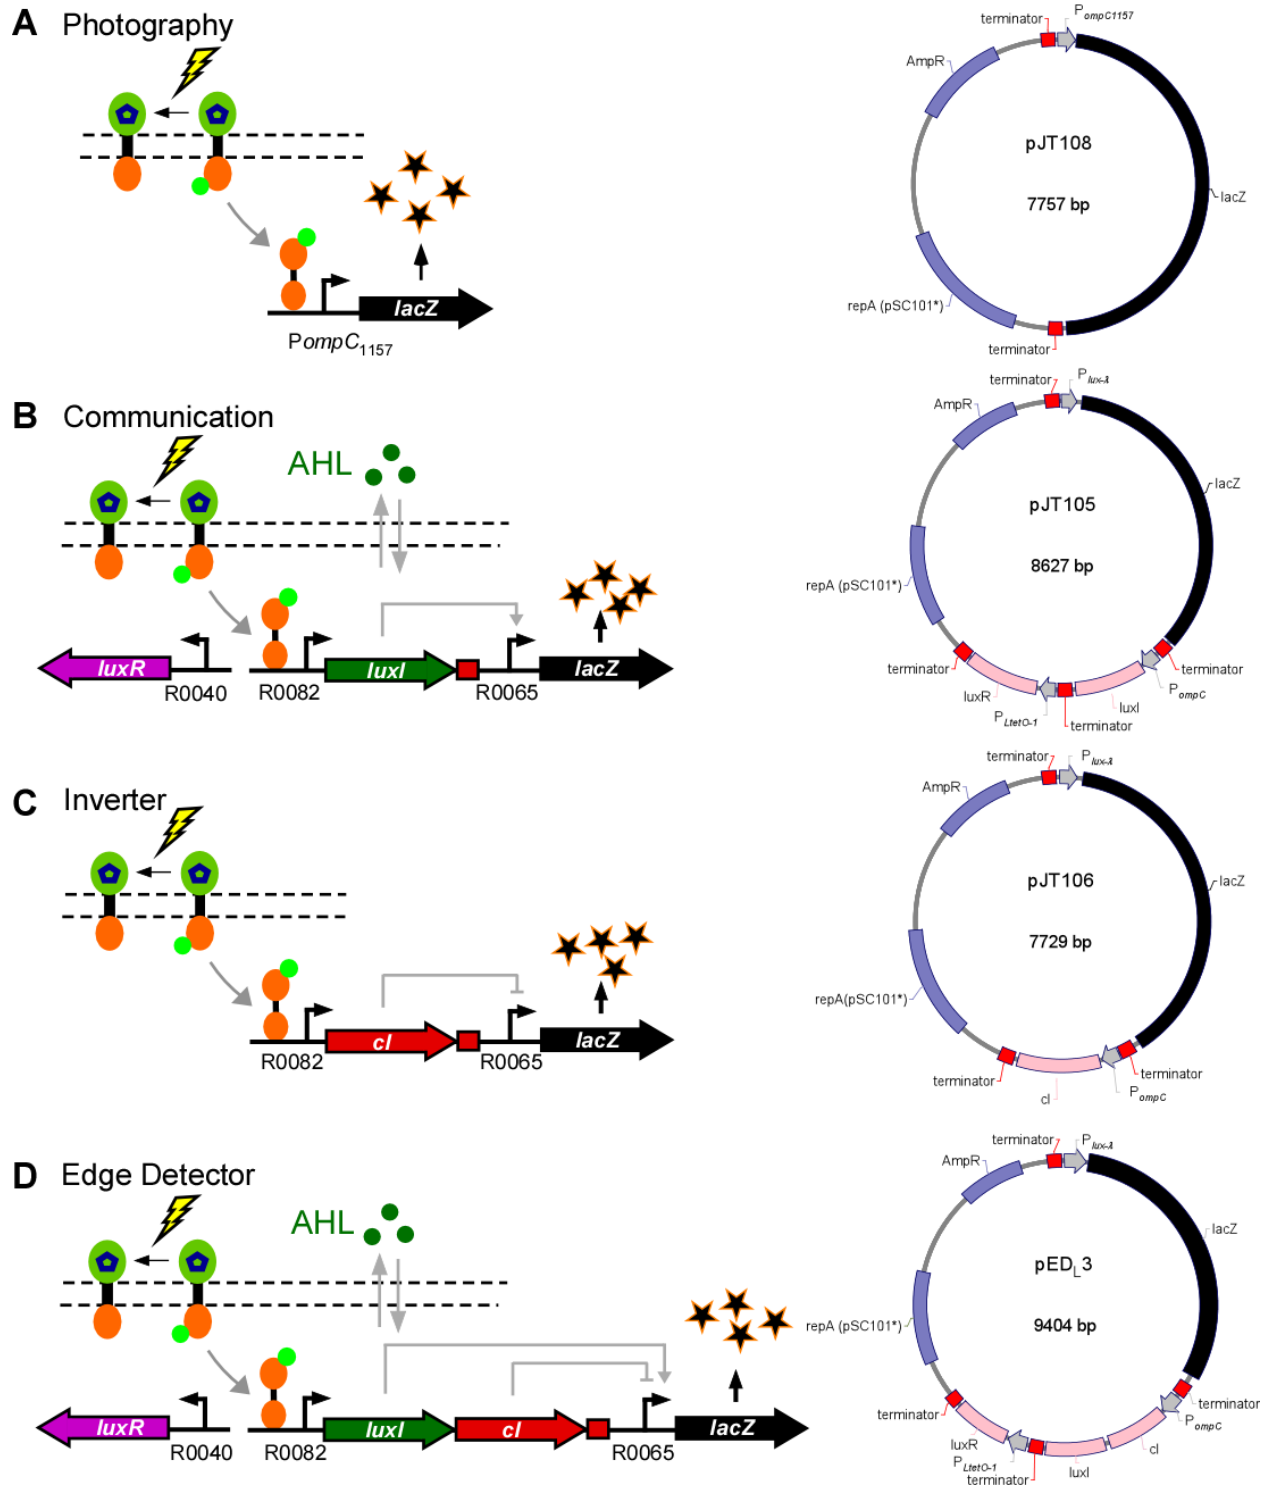 A Photography
lacZ
PompC1157
terminator
PompC1157
AmpR
pJT108
7757 bp
lacZ
repA (pSC101*)
terminator
B Communication
AHL
luxR
luxI
lacZ
R0040
R0082
R0065
terminator
Plux-λ
AmpR
lacZ
pJT105
8627 bp
repA (pSC101*)
terminator
terminator
luxR
PompC
luxI
PLtetO-1
terminator
C Inverter
cI
lacZ
R0082
R0065
terminator
Plux-λ
AmpR
pJT106
lacZ
7729 bp
repA(pSC101*)
terminator
terminator
PompC
cI
D Edge Detector
AHL
luxR
luxI
cI
lacZ
R0040
R0082
R0065
terminator
Plux-λ
AmpR
lacZ
pEDL3
9404 bp
repA (pSC101*)
terminator
terminator
PompC
luxR
cI
PLtetO-1
luxI
terminator